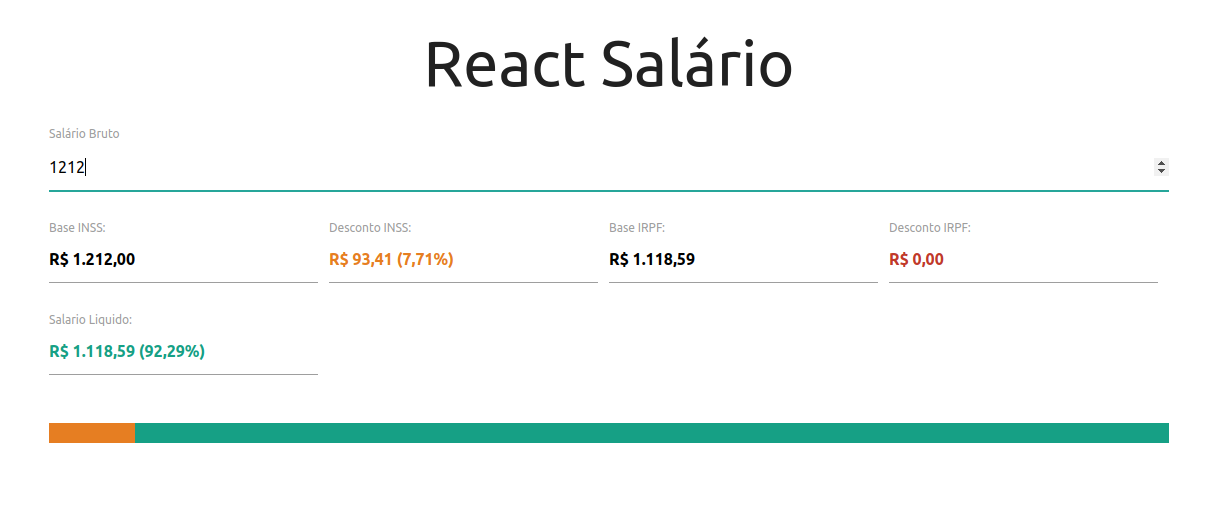 React Salário
Salário Bruto
1212
Base INSS:
R$ 1.212,00
Desconto INSS:
R$ 93,41 (7,71%)
Base IRPF:
R$ 1.118,59
Desconto IRPF:
R$ 0,00
Salario Liquido:
R$ 1.118,59 (92,29%)